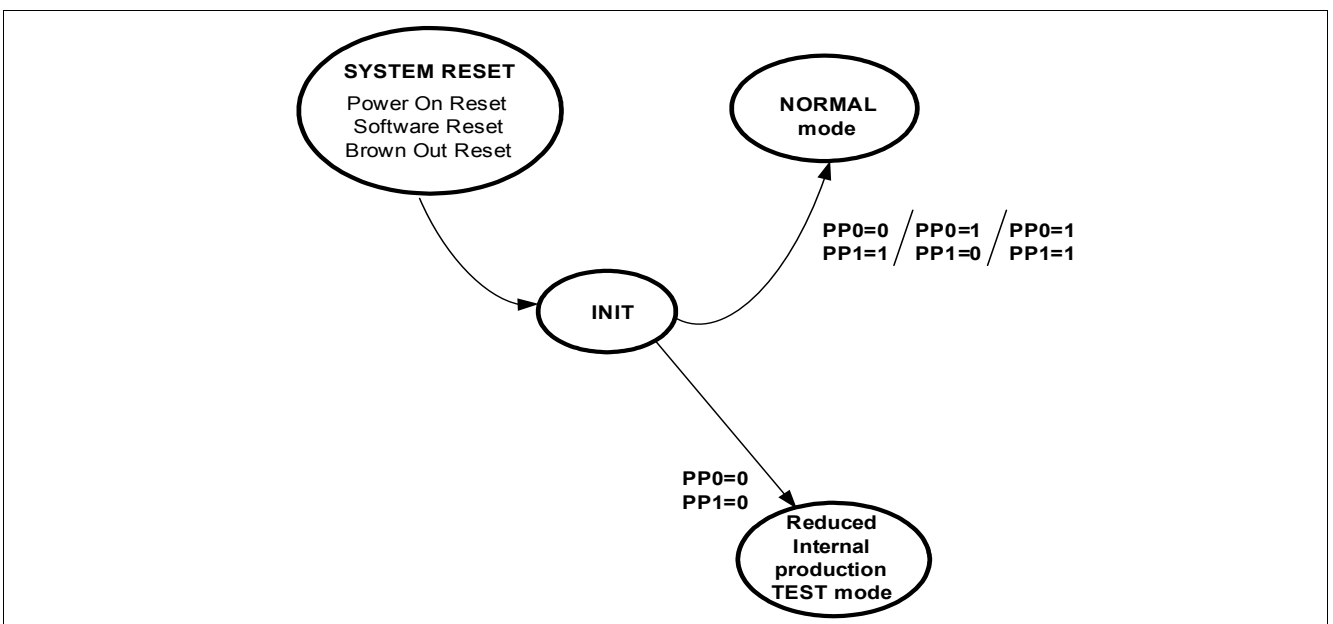 SYSTEM RESET
Power On Reset
Software Reset
Brown Out Reset
NORMAL
mode
PP0=0 / PP0=1 / PP0=1
PP1=1 / PP1=0 / PP1=1
INIT
PP0=0
PP1=0
Reduced
Internal
production
TEST mode